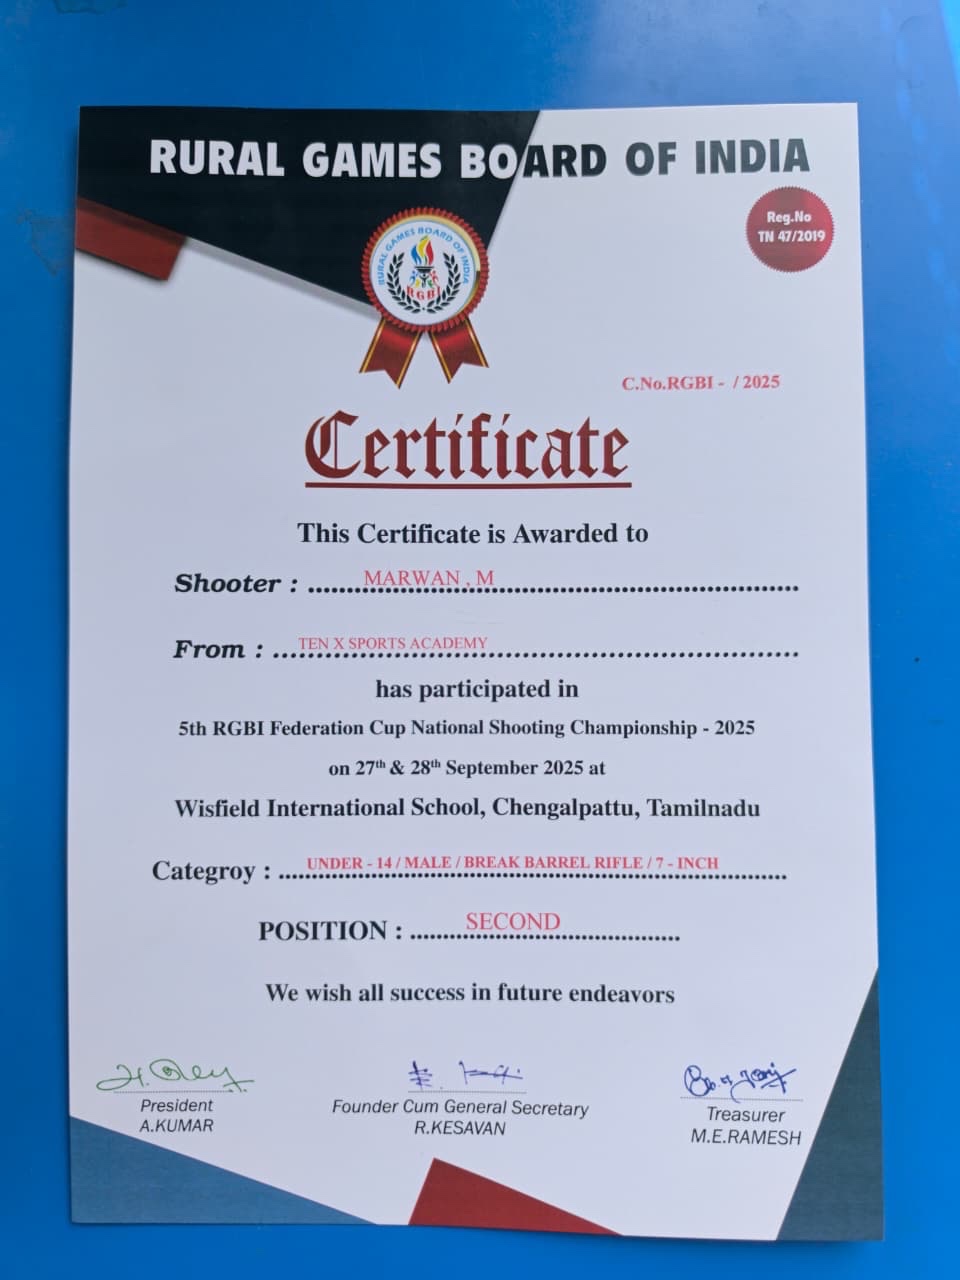 RURAL GAMES BOARD OF INDIA
Reg.No
TN 47/2019
RURAL GAMES BOARD OF INDIA
RGBI
C.No.RGBI - / 2025
Certificate
This Certificate is Awarded to
Shooter : MARWAN , M
From : TEN X SPORTS ACADEMY
has participated in
5th RGBI Federation Cup National Shooting Championship - 2025
on 27th & 28th September 2025 at
Wisfield International School, Chengalpattu, Tamilnadu
Categroy : UNDER - 14 / MALE / BREAK BARREL RIFLE / 7 - INCH
POSITION : SECOND
We wish all success in future endeavors
President
A.KUMAR
Founder Cum General Secretary
R.KESAVAN
Treasurer
M.E.RAMESH